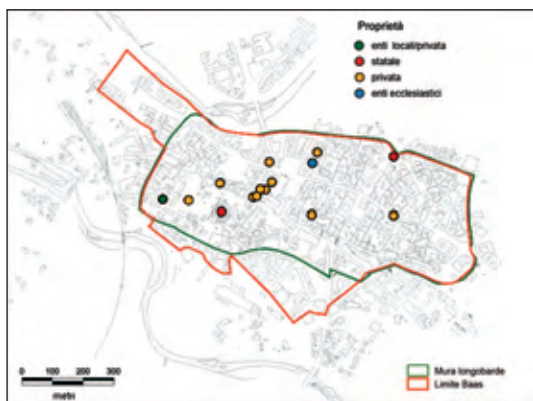 Proprietà
enti locali/privata
statale
privata
enti ecclesiastici
0 100 200 300
metri
Mura longobarde
Limite Baas